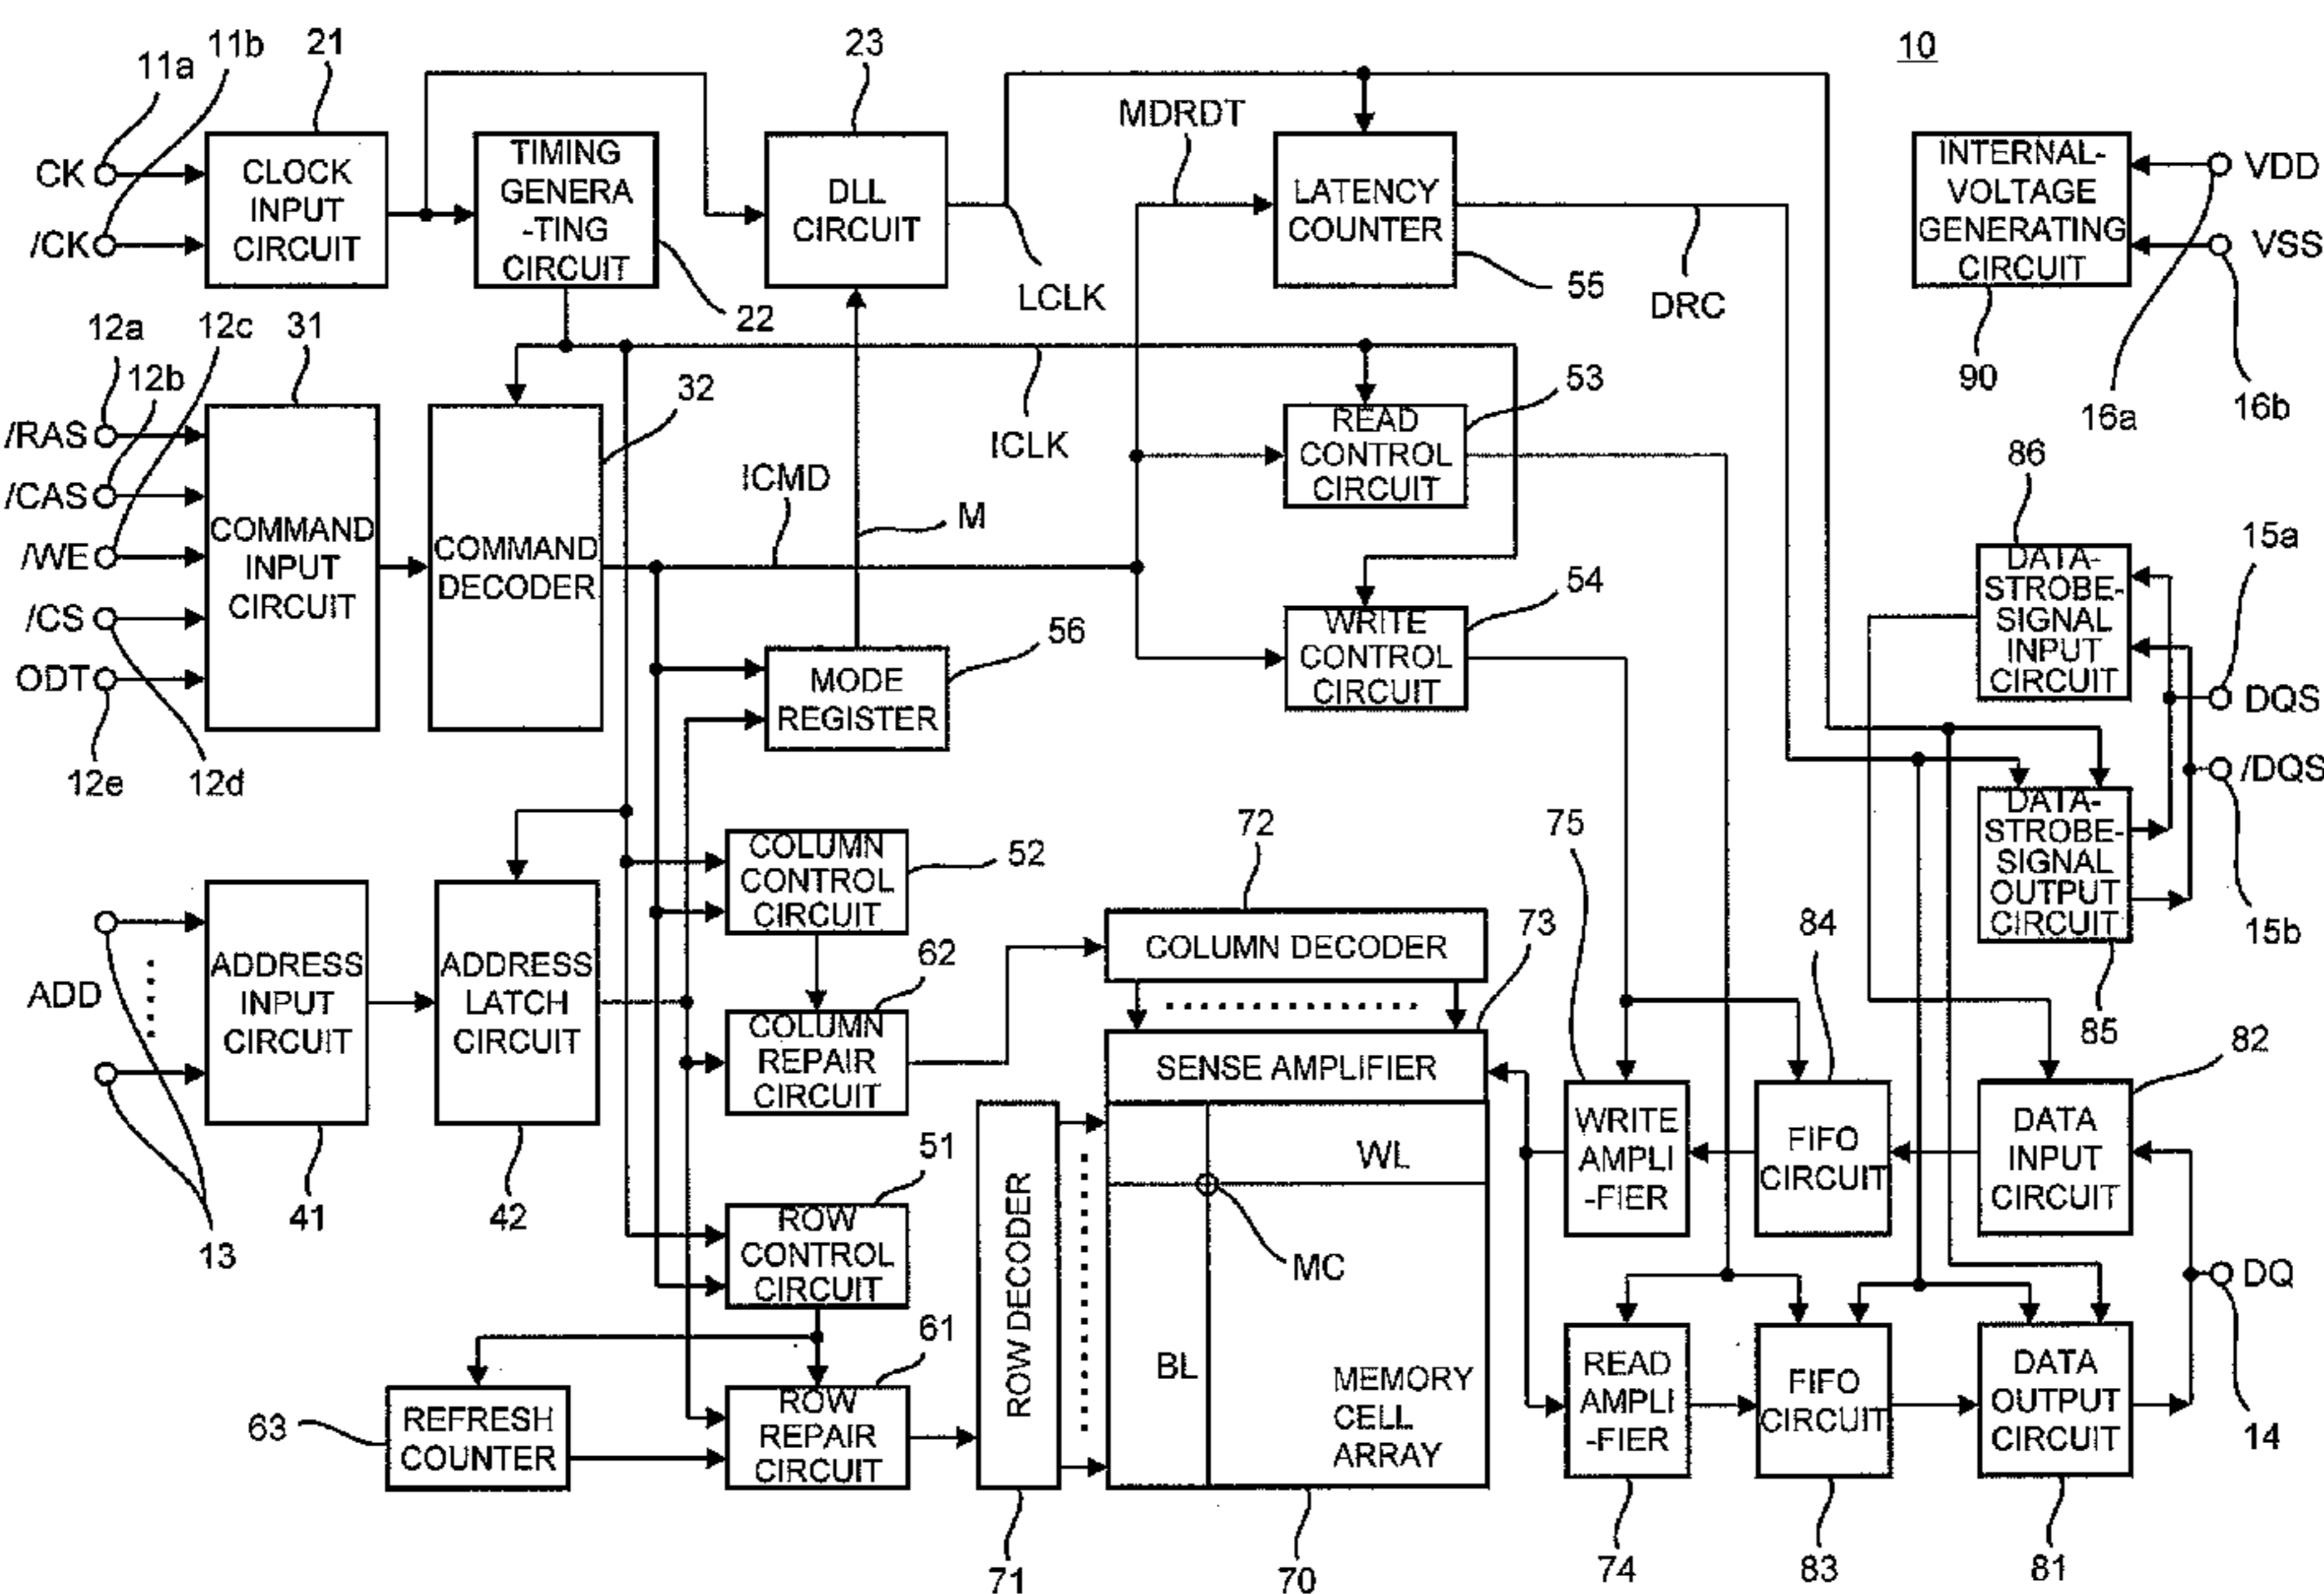 10
11a
11b
21
23
CK
/CK
CLOCK
INPUT
CIRCUIT
TIMING
GENERA
-TING
CIRCUIT
22
DLL
CIRCUIT
LCLK
MDRDT
LATENCY
COUNTER
55
DRC
INTERNAL-
VOLTAGE
GENERATING
CIRCUIT
90
VDD
VSS
16a
16b
12a
12b
12c
31
32
/RAS
/CAS
/WE
/CS
ODT
12e
12d
COMMAND
INPUT
CIRCUIT
COMMAND
DECODER
ICMD
M
ICLK
READ
CONTROL
CIRCUIT
53
WRITE
CONTROL
CIRCUIT
54
MODE
REGISTER
56
86
DATA-
STROBE-
SIGNAL
INPUT
CIRCUIT
15a
DQS
/DQS
15b
DATA-
STROBE-
SIGNAL
OUTPUT
CIRCUIT
85
ADD
13
ADDRESS
INPUT
CIRCUIT
41
ADDRESS
LATCH
CIRCUIT
42
COLUMN
CONTROL
CIRCUIT
52
COLUMN
REPAIR
CIRCUIT
62
72
COLUMN DECODER
73
SENSE AMPLIFIER
75
WRITE
AMPLI
-FIER
84
FIFO
CIRCUIT
82
DATA
INPUT
CIRCUIT
51
ROW
CONTROL
CIRCUIT
61
ROW
REPAIR
CIRCUIT
63
REFRESH
COUNTER
ROW DECODER
71
WL
MC
BL
MEMORY
CELL
ARRAY
70
READ
AMPLI
-FIER
74
FIFO
CIRCUIT
83
DATA
OUTPUT
CIRCUIT
81
DQ
14